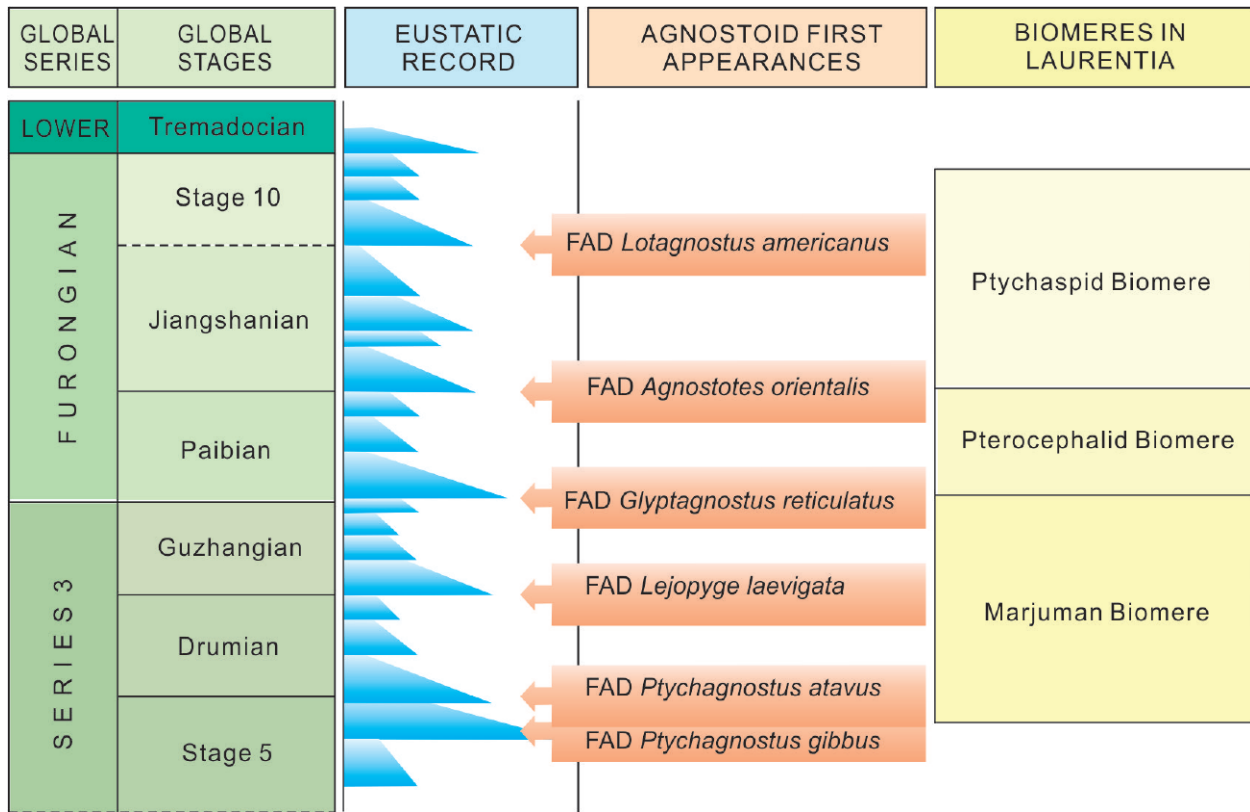 GLOBAL
SERIES
GLOBAL
STAGES
EUSTATIC
RECORD
AGNOSTOID FIRST
APPEARANCES
BIOMERES IN
LAURENTIA
LOWER
Tremadocian
FURONGIAN
Stage 10
Jiangshanian
Paibian
SERIES 3
Guzhangian
Drumian
Stage 5
FAD Lotagnostus americanus
FAD Agnostotes orientalis
FAD Glyptagnostus reticulatus
FAD Lejopyge laevigata
FAD Ptychagnostus atavus
FAD Ptychagnostus gibbus
Ptychaspid Biomere
Pterocephalid Biomere
Marjuman Biomere